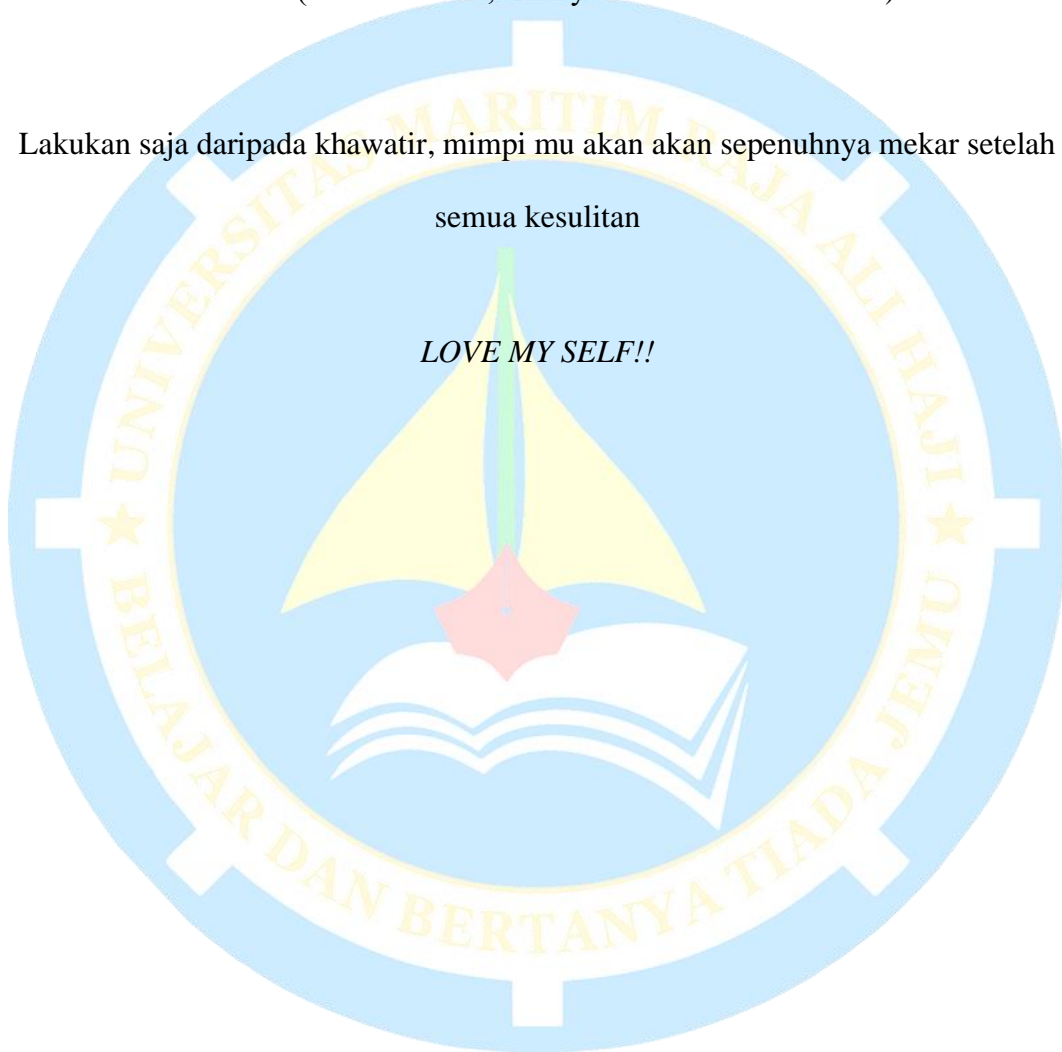 Lakukan saja daripada khawatir, mimpi mu akan akan sepenuhnya mekar setelah
semua kesulitan
LOVE MY SELF!!
UNIVERSITAS MARITIM RAJA ALI HAJI
BELAJAR DAN BERTANYA TIADA JEMU